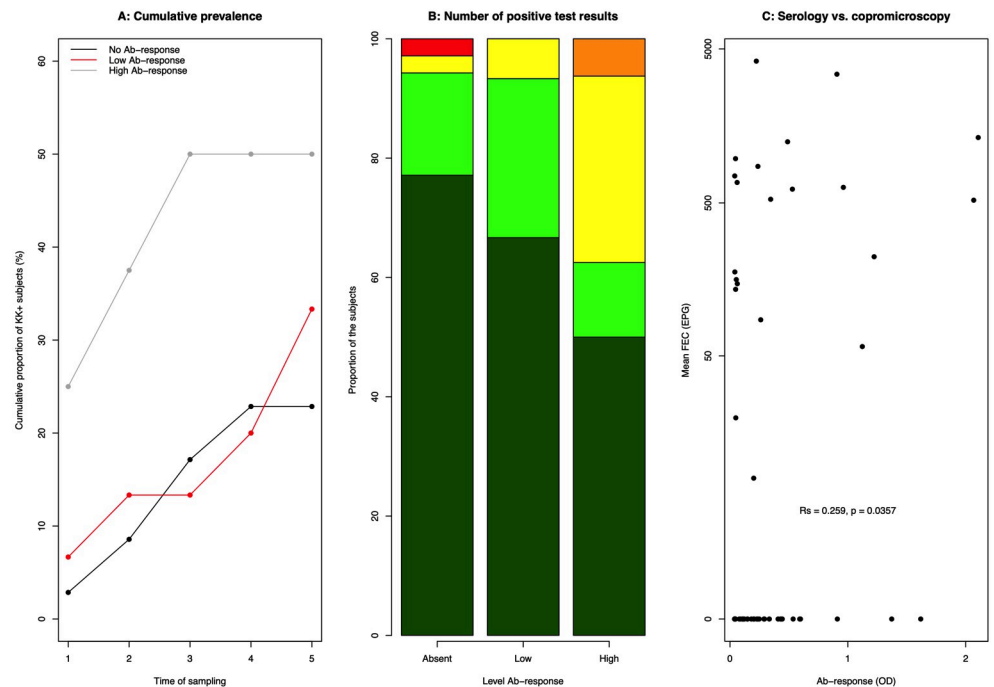 A: Cumulative prevalence
No Ab-response
Low Ab-response
High Ab-response
Cumulative proportion of KK+ subjects (%)
60
50
40
30
20
10
0
1 2 3 4 5
Time of sampling
B: Number of positive test results
Proportion of the subjects
100
80
60
40
20
0
Absent Low High
Level Ab-response
C: Serology vs. copromicroscopy
Mean FEC (EPG)
5000
500
50
0
Rs = 0.259, p = 0.0357
0 1 2
Ab-response (OD)